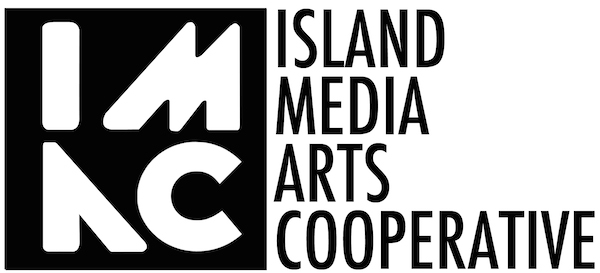 IM
AC
ISLAND
MEDIA
ARTS
COOPERATIVE